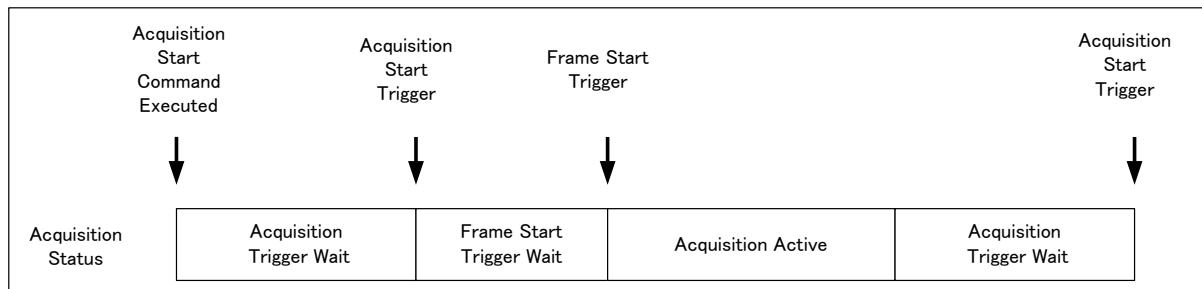 Acquisition
Start
Command
Executed
Acquisition
Start
Trigger
Frame Start
Trigger
Acquisition
Start
Trigger
Acquisition
Status
Acquisition
Trigger Wait
Frame Start
Trigger Wait
Acquisition Active
Acquisition
Trigger Wait